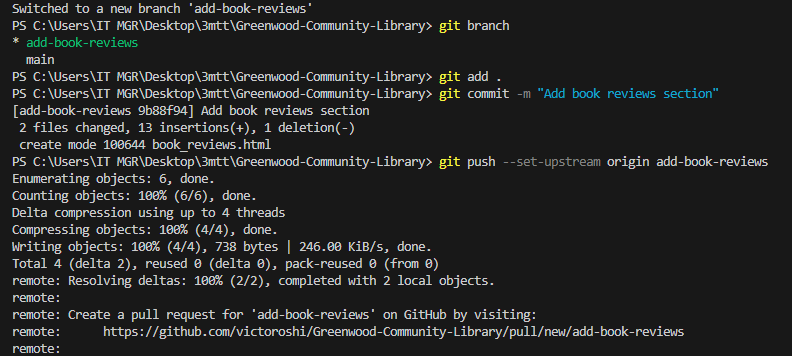 Switched to a new branch 'add-book-reviews'
PS C:\Users\IT MGR\Desktop\3mtt\Greenwood-Community-Library> git branch
* add-book-reviews
  main
PS C:\Users\IT MGR\Desktop\3mtt\Greenwood-Community-Library> git add .
PS C:\Users\IT MGR\Desktop\3mtt\Greenwood-Community-Library> git commit -m "Add book reviews section"
[add-book-reviews 9b88f94] Add book reviews section
 2 files changed, 13 insertions(+), 1 deletion(-)
 create mode 100644 book_reviews.html
PS C:\Users\IT MGR\Desktop\3mtt\Greenwood-Community-Library> git push --set-upstream origin add-book-reviews
Enumerating objects: 6, done.
Counting objects: 100% (6/6), done.
Delta compression using up to 4 threads
Compressing objects: 100% (4/4), done.
Writing objects: 100% (4/4), 738 bytes | 246.00 KiB/s, done.
Total 4 (delta 2), reused 0 (delta 0), pack-reused 0 (from 0)
remote: Resolving deltas: 100% (2/2), completed with 2 local objects.
remote:
remote: Create a pull request for 'add-book-reviews' on GitHub by visiting:
remote:      https://github.com/victoroshi/Greenwood-Community-Library/pull/new/add-book-reviews
remote: